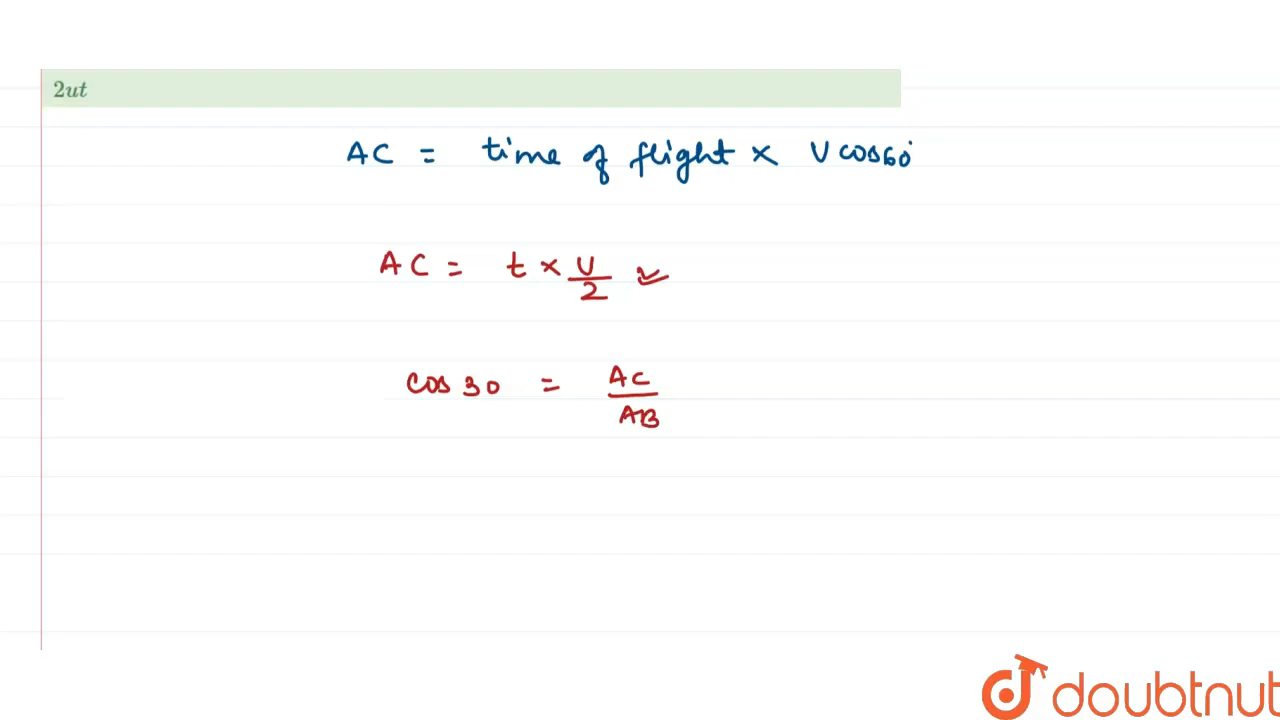 2ut
AC = time of flight × U cos60°
AC = t × U/2
cos 30 = AC/AB
doubtnut